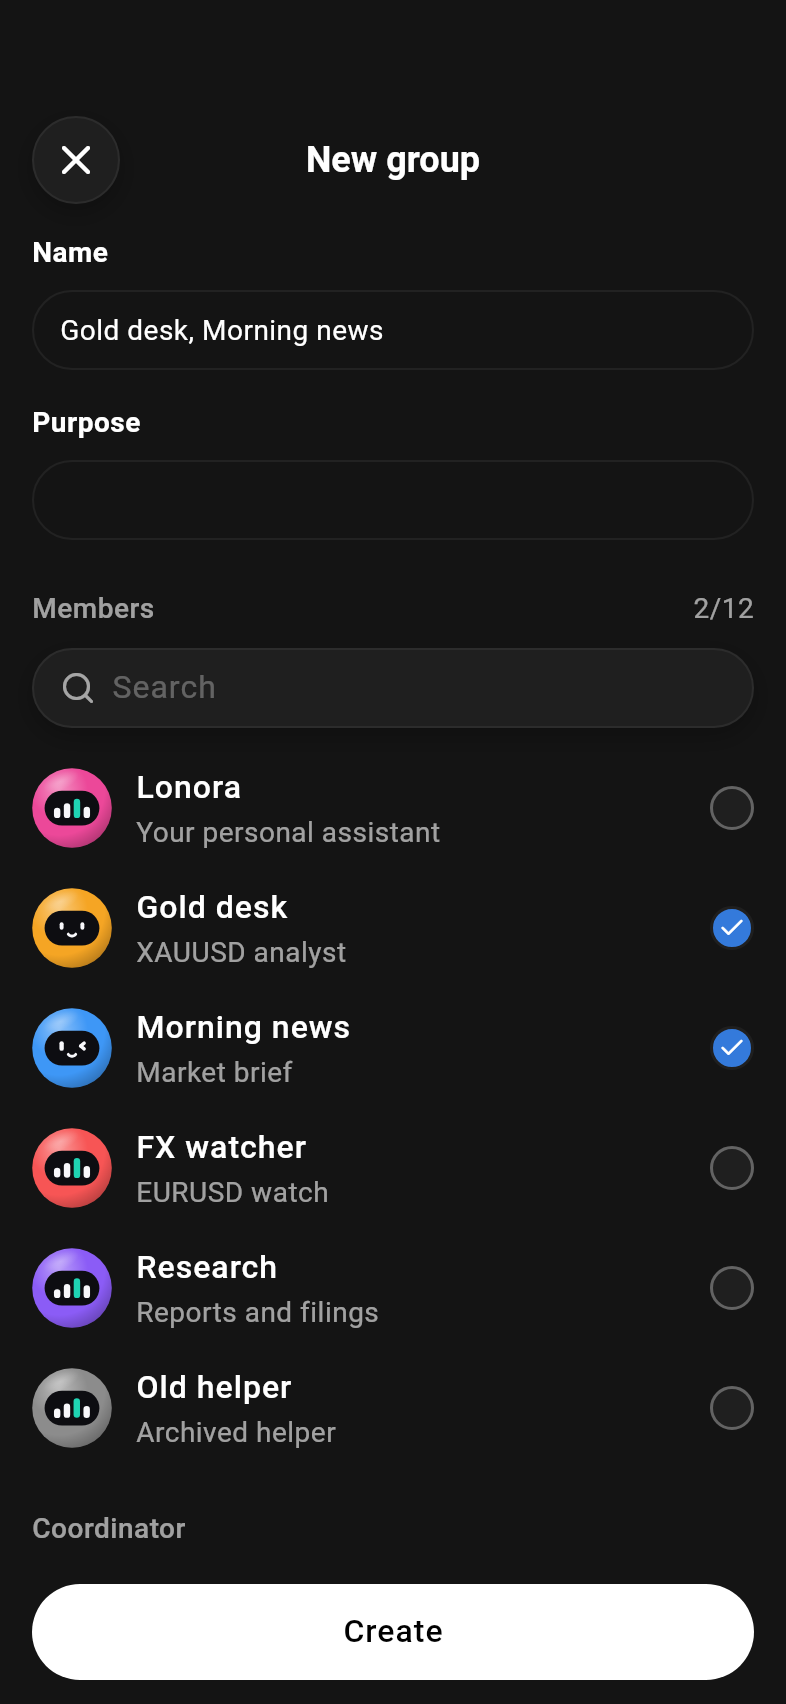 New group
Name
Gold desk, Morning news
Purpose
Members 2/12
Search
Lonora
Your personal assistant
Gold desk
XAUUSD analyst
Morning news
Market brief
FX watcher
EURUSD watch
Research
Reports and filings
Old helper
Archived helper
Coordinator
Create